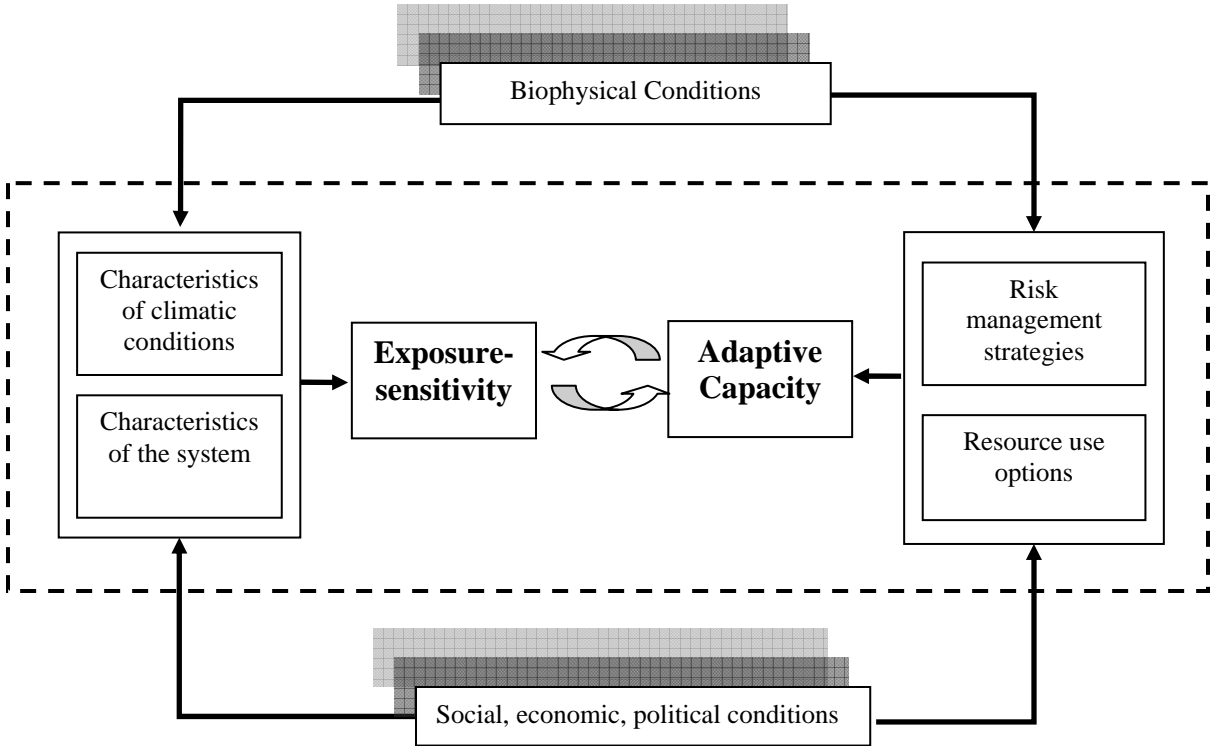 Biophysical Conditions
Characteristics
of climatic
conditions
Characteristics
of the system
Exposure-
sensitivity
Adaptive
Capacity
Risk
management
strategies
Resource use
options
Social, economic, political conditions